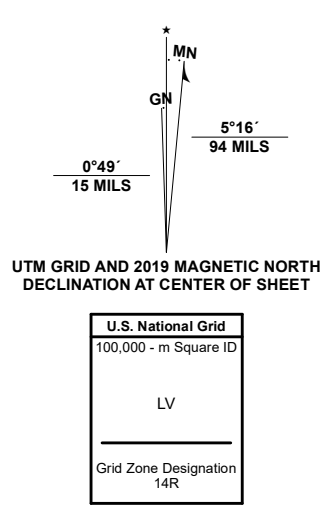 ★
MN
GN
5°16´
94 MILS
0°49´
15 MILS
UTM GRID AND 2019 MAGNETIC NORTH
DECLINATION AT CENTER OF SHEET
U.S. National Grid
100,000 - m Square ID
LV
Grid Zone Designation
14R